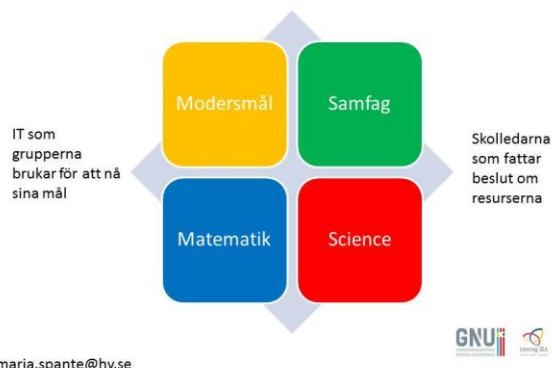 Modersmål
Samfag
IT som
grupperna
brukar för att nå
sina mål
Skolledarna
som fattar
beslut om
resurserna
Matematik
Science
GNU
maria.spante@hv.se